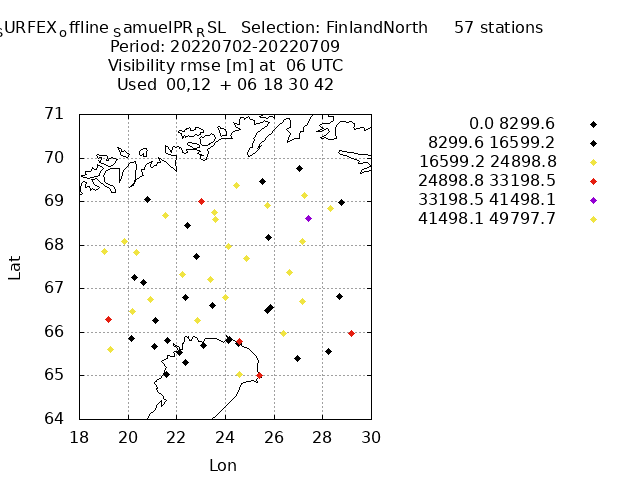 SURFEX_offline_SamuelPR_RSL Selection: FinlandNorth 57 stations
Period: 20220702-20220709
Visibility rmse [m] at 06 UTC
Used 00,12 + 06 18 30 42
71
70
69
68
67
66
65
64
18 20 22 24 26 28 30
Lat
Lon
0.0 8299.6
8299.6 16599.2
16599.2 24898.8
24898.8 33198.5
33198.5 41498.1
41498.1 49797.7